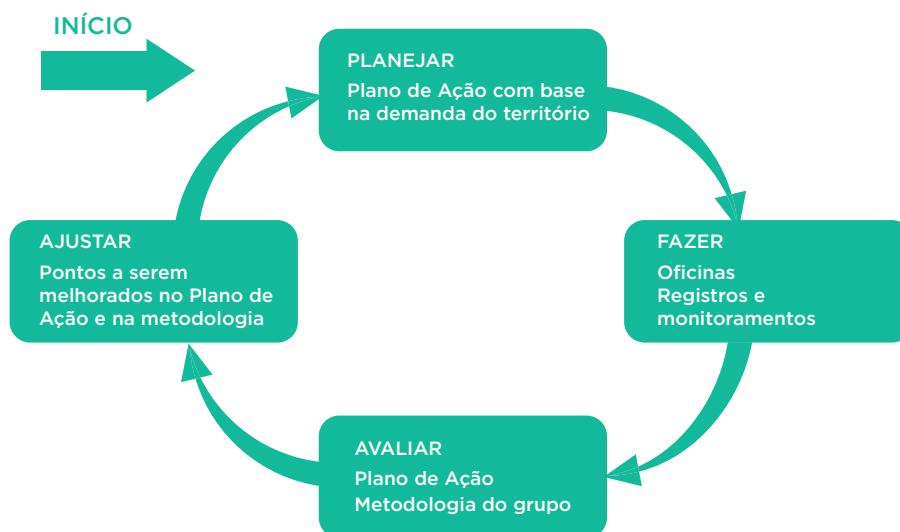 INÍCIO
PLANEJAR
Plano de Ação com base
na demanda do território
FAZER
Oficinas
Registros e
monitoramentos
AVALIAR
Plano de Ação
Metodologia do grupo
AJUSTAR
Pontos a serem
melhorados no Plano de
Ação e na metodologia